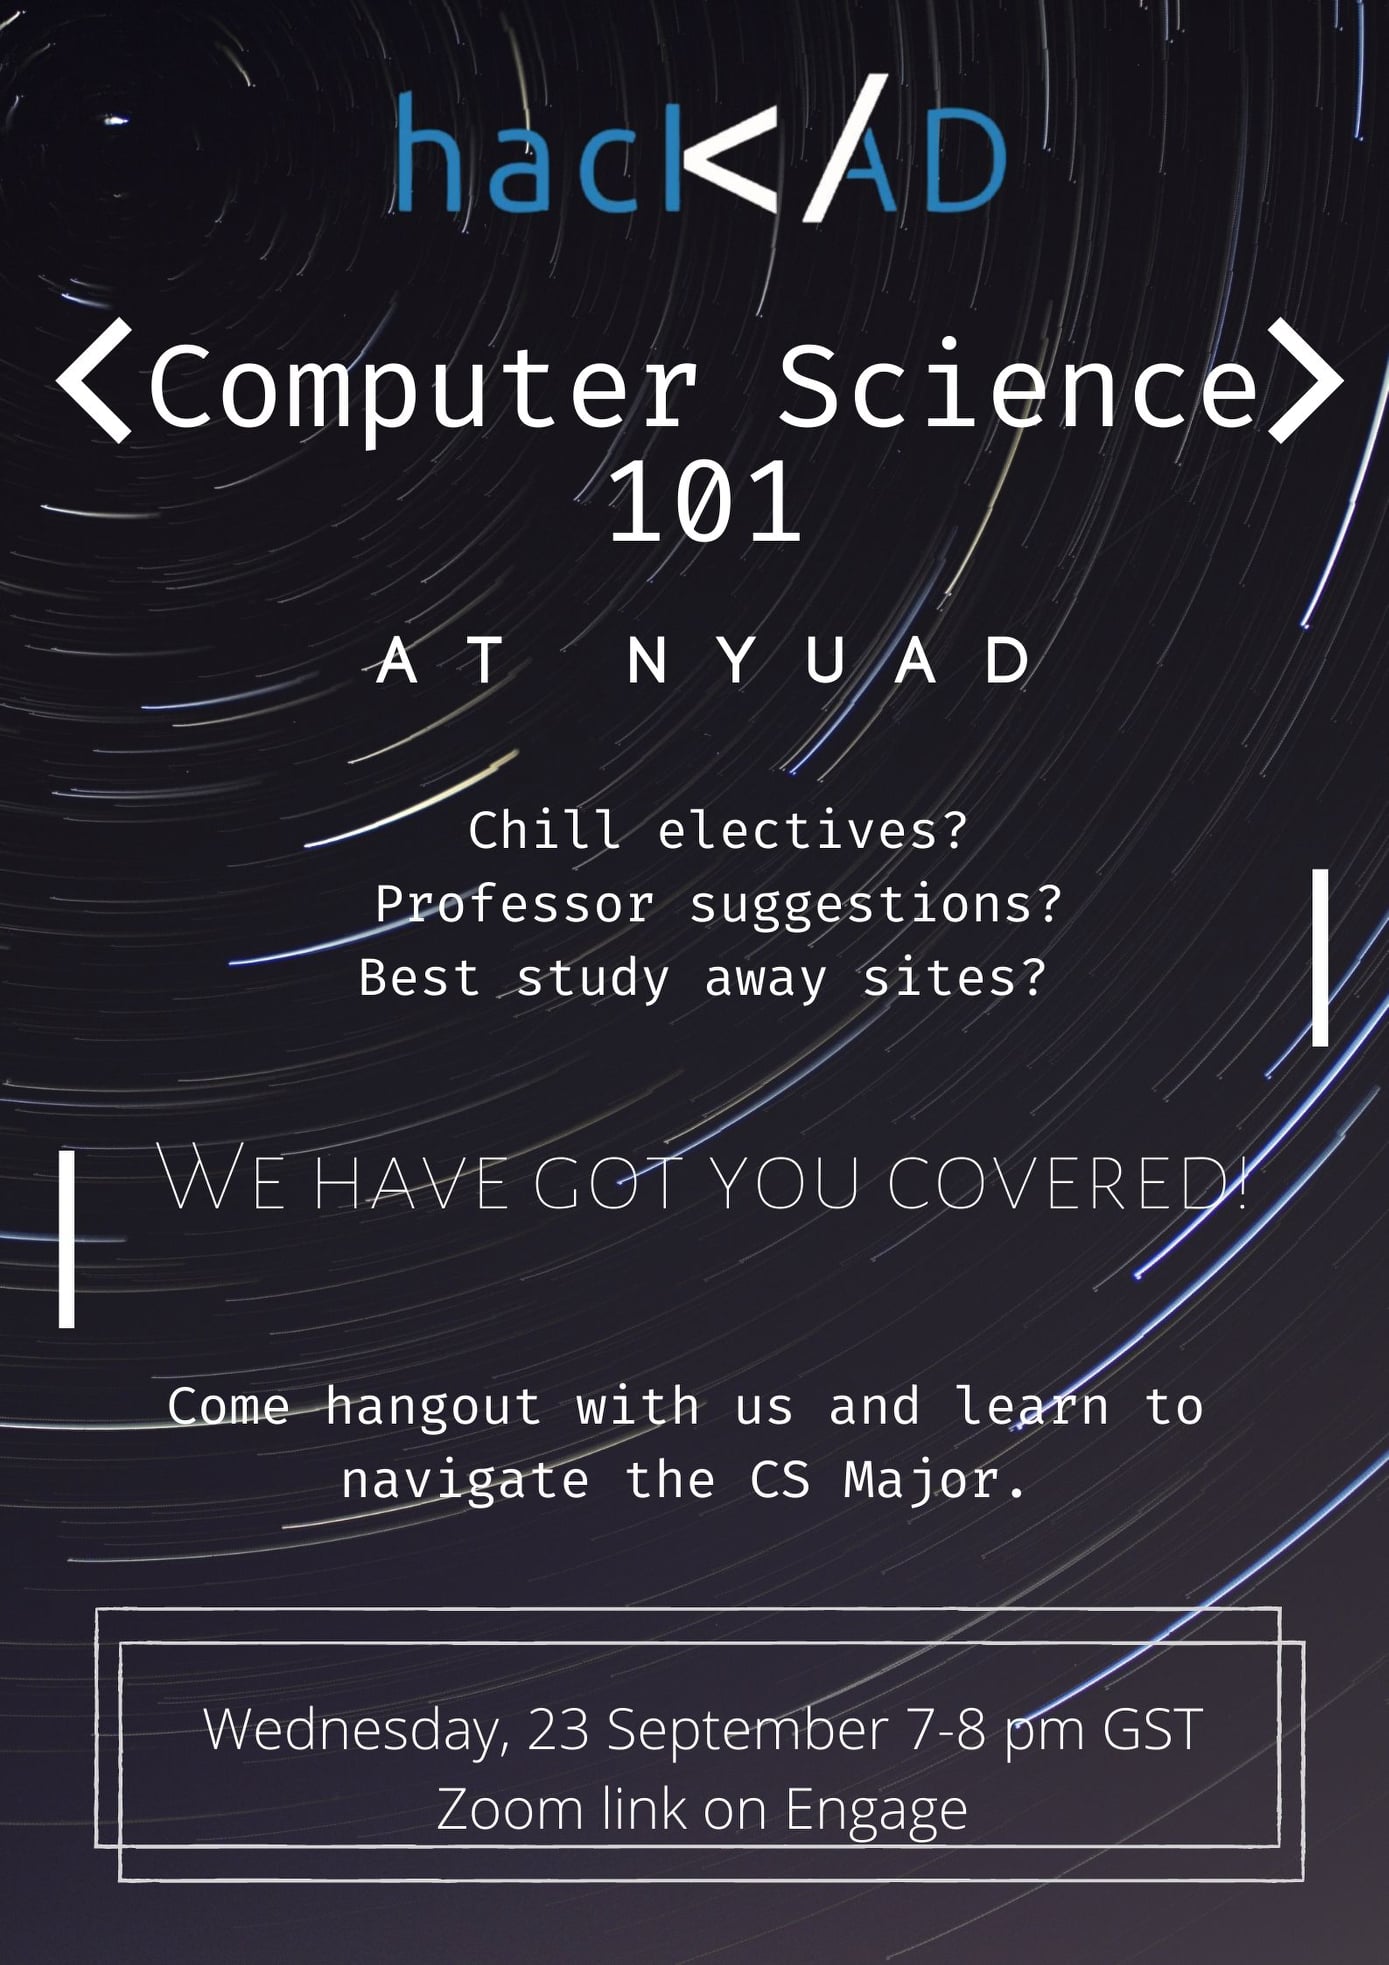 hack</AD
<Computer Science>
101
AT NYUAD
Chill electives?
Professor suggestions?
Best study away sites?
WE HAVE GOT YOU COVERED!
Come hangout with us and learn to
navigate the CS Major.
Wednesday, 23 September 7-8 pm GST
Zoom link on Engage